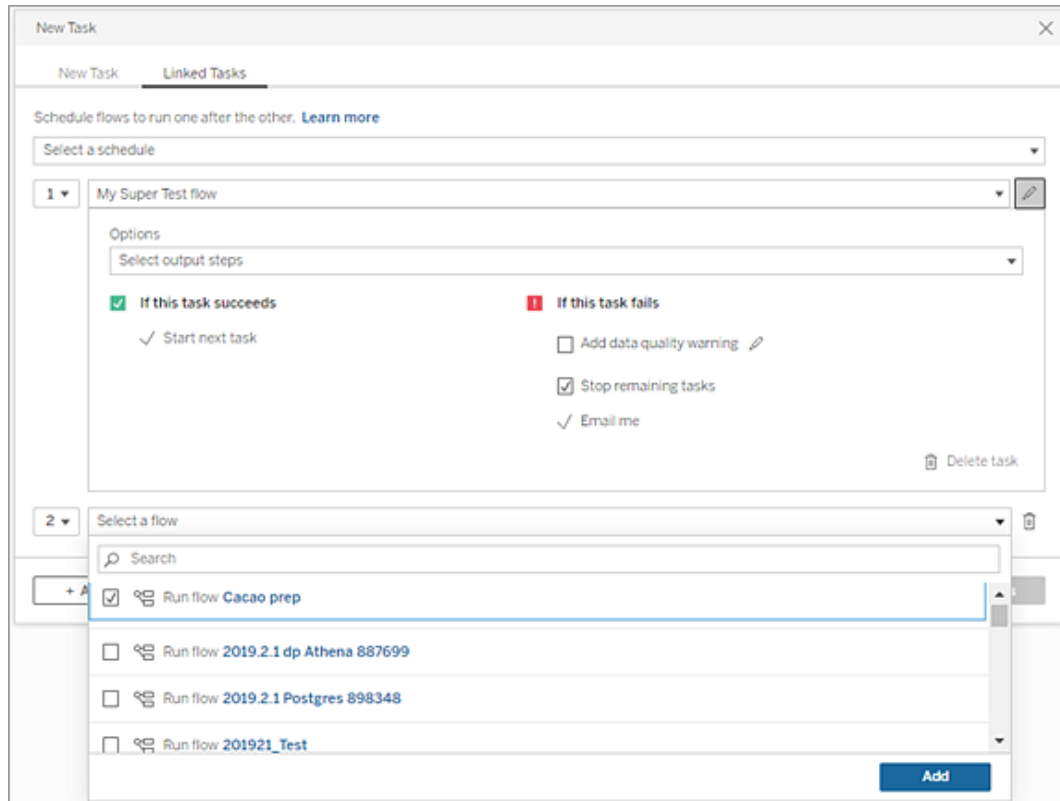 New Task
New Task Linked Tasks
Schedule flows to run one after the other. Learn more
Select a schedule
1 My Super Test flow
Options
Select output steps
If this task succeeds If this task fails
Start next task
Add data quality warning
Stop remaining tasks
Email me
Delete task
2 Select a flow
Search
+
Run flow Cacao prep
Run flow 2019.2.1 dp Athena 887699
Run flow 2019.2.1 Postgres 898348
Run flow 201921_Test
Add